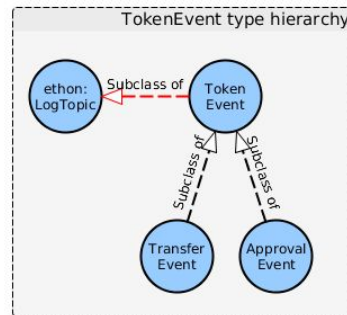 TokenEvent type hierarchy
ethon:
LogTopic
Subclass of
Token
Event
Subclass of
Subclass of
Transfer
Event
Approval
Event